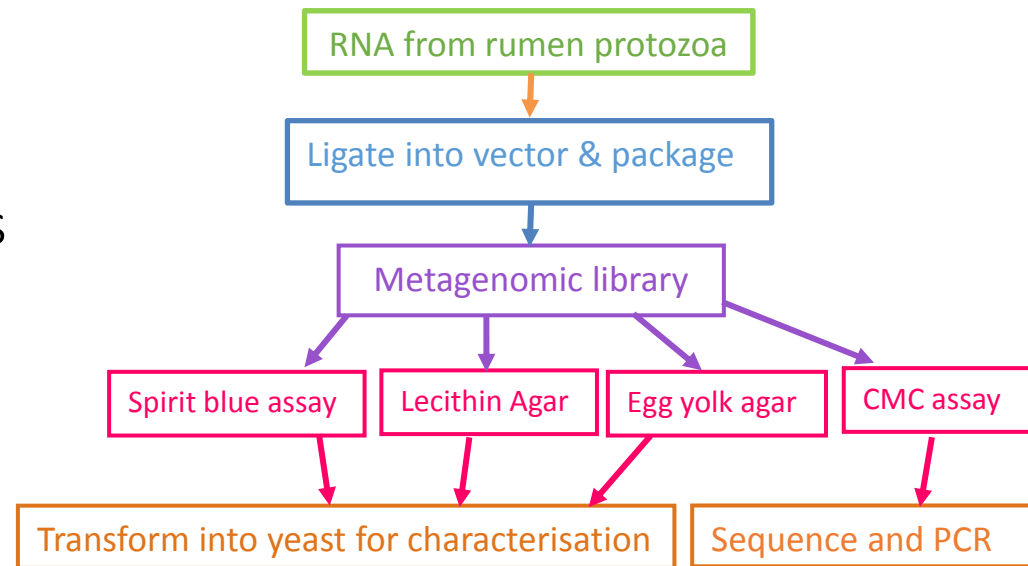 RNA from rumen protozoa
Ligate into vector & package
s
Metagenomic library
Spirit blue assay
Lecithin Agar
Egg yolk agar
CMC assay
Transform into yeast for characterisation
Sequence and PCR